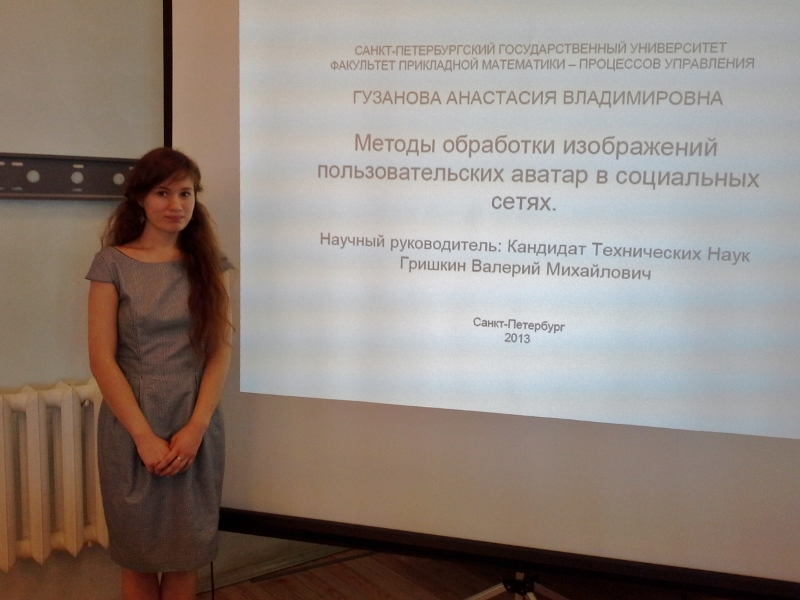 САНКТ-ПЕТЕРБУРГСКИЙ ГОСУДАРСТВЕННЫЙ УНИВЕРСИТЕТ
ФАКУЛЬТЕТ ПРИКЛАДНОЙ МАТЕМАТИКИ – ПРОЦЕССОВ УПРАВЛЕНИЯ
ГУЗАНОВА АНАСТАСИЯ ВЛАДИМИРОВНА
Методы обработки изображений
пользовательских аватар в социальных
сетях.
Научный руководитель: Кандидат Технических Наук
Гришкин Валерий Михайлович
Санкт-Петербург
2013